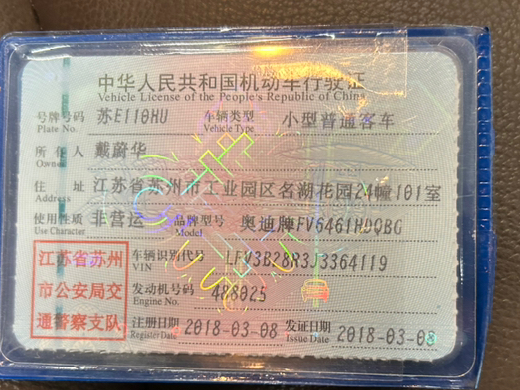 中华人民共和国机动车行驶证
Vehicle License of the People's Republic of China
号牌号码 Plate No. 苏E110HU 车辆类型 Vehicle Type 小型普通客车
所有人 Owner 戴蔚华
住址 Address 江苏省苏州市工业园区名湖花园24幢101室
使用性质 Use Character 非营运 品牌型号 Model 奥迪牌FV6461HDQBG
江苏省苏州 车辆识别代号 VIN LFV3B28R3J3364119
市公安局交 发动机号码 Engine No. 488025
通警察支队 注册日期 Register Date 2018-03-08 发证日期 Issue Date 2018-03-08